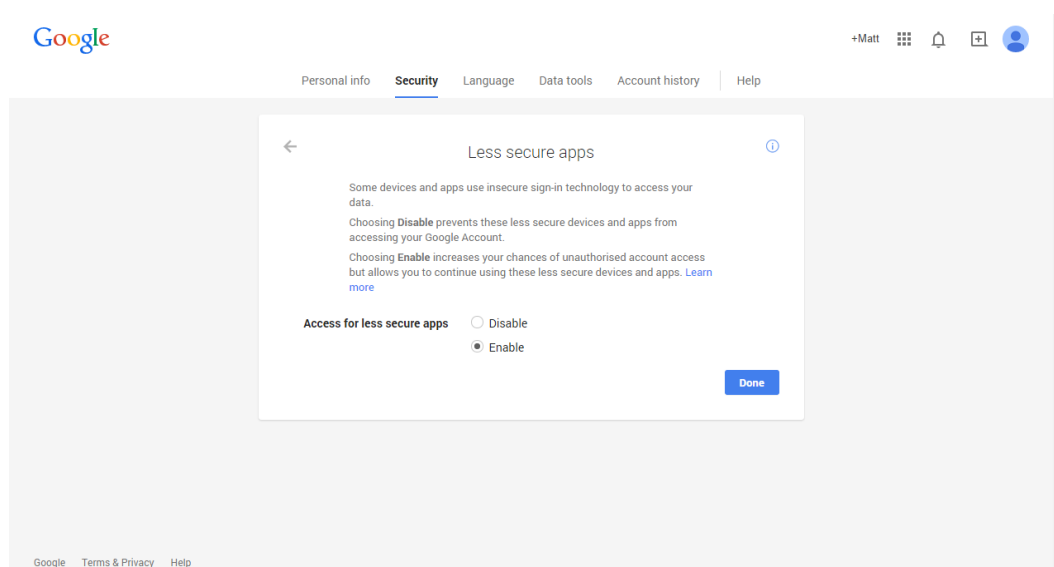 Google
+Matt
Personal info Security Language Data tools Account history Help
Less secure apps
Some devices and apps use insecure sign-in technology to access your
data.
Choosing Disable prevents these less secure devices and apps from
accessing your Google Account.
Choosing Enable increases your chances of unauthorised account access
but allows you to continue using these less secure devices and apps. Learn
more
Access for less secure apps Disable
Enable
Done
Google Terms & Privacy Help